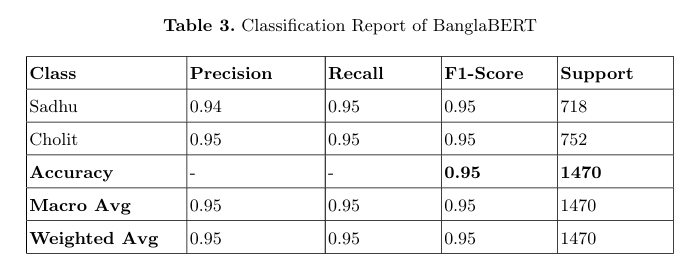 Table 3. Classification Report of BanglaBERT
Class Precision Recall F1-Score Support
Sadhu 0.94 0.95 0.95 718
Cholit 0.95 0.95 0.95 752
Accuracy - - 0.95 1470
Macro Avg 0.95 0.95 0.95 1470
Weighted Avg 0.95 0.95 0.95 1470